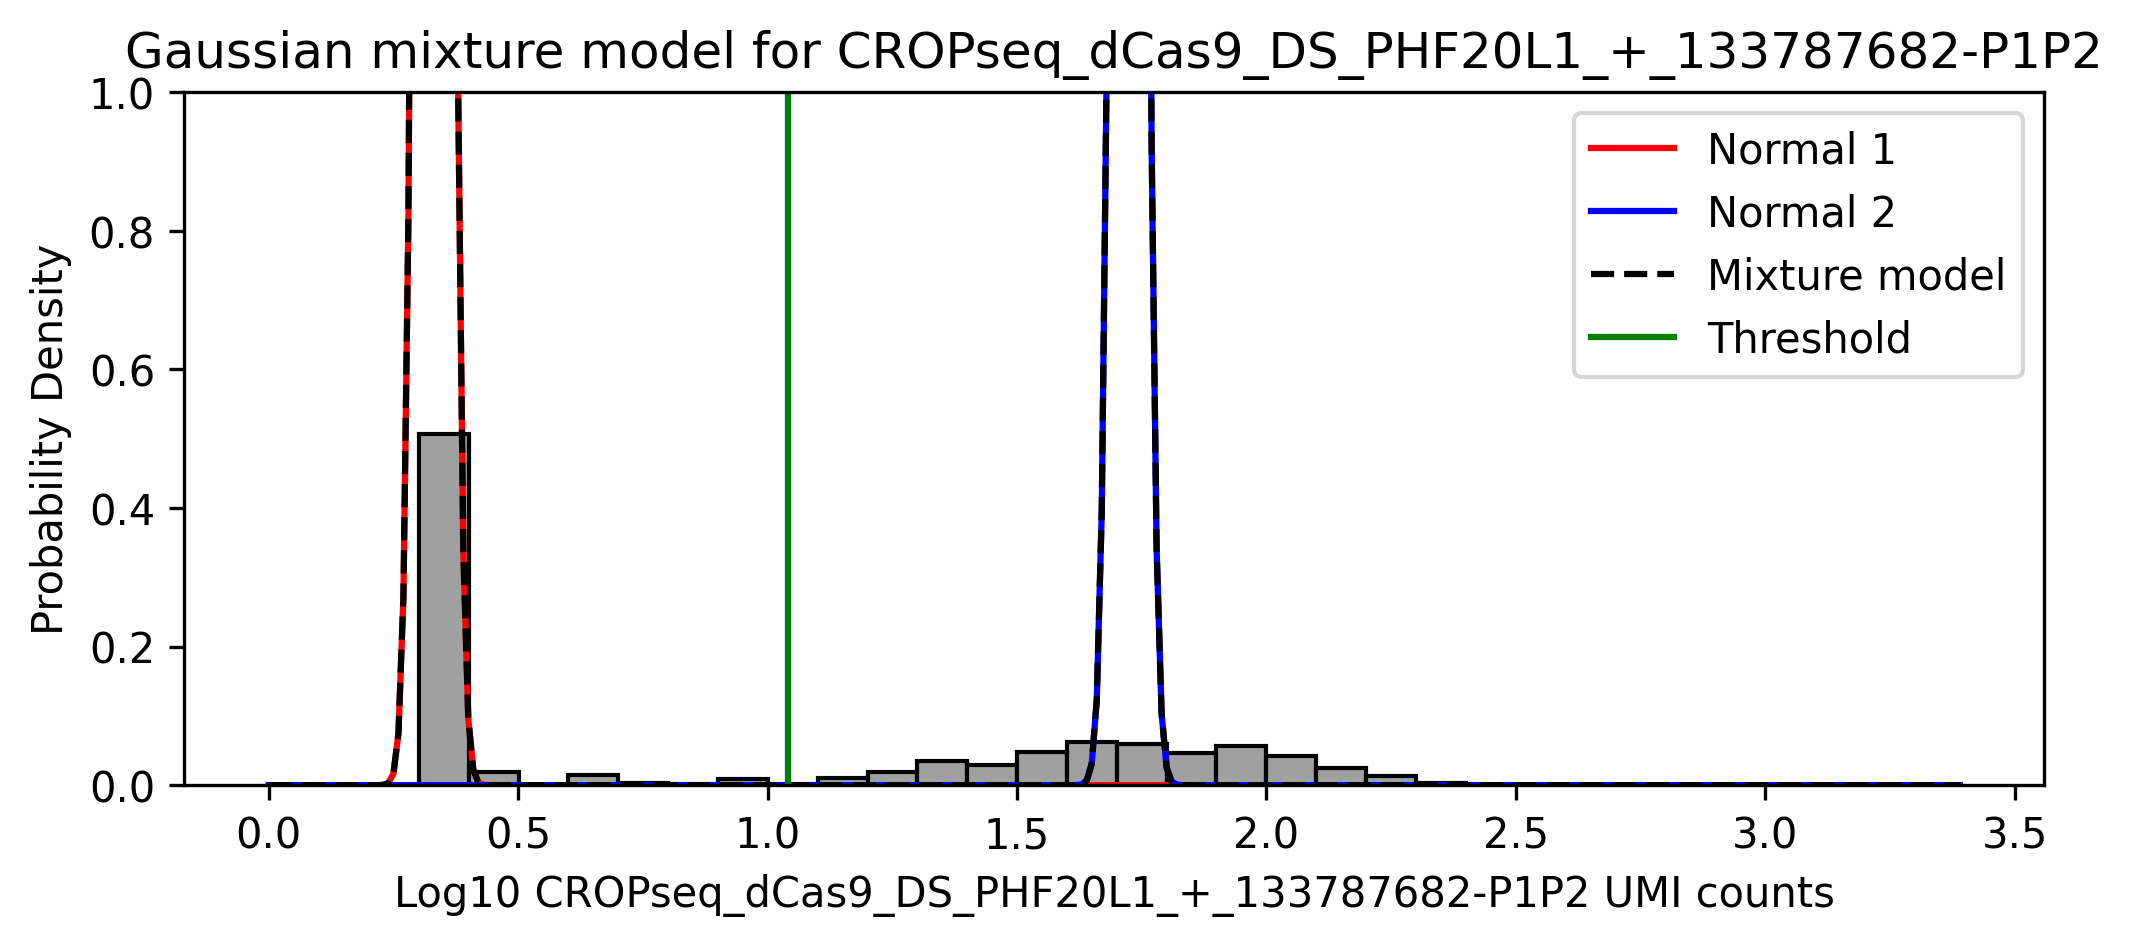 Gaussian mixture model for CROPseq_dCas9_DS_PHF20L1_+_133787682-P1P2
1.0
0.8
0.6
0.4
0.2
0.0
Probability Density
Normal 1
Normal 2
Mixture model
Threshold
0.0 0.5 1.0 1.5 2.0 2.5 3.0 3.5
Log10 CROPseq_dCas9_DS_PHF20L1_+_133787682-P1P2 UMI counts